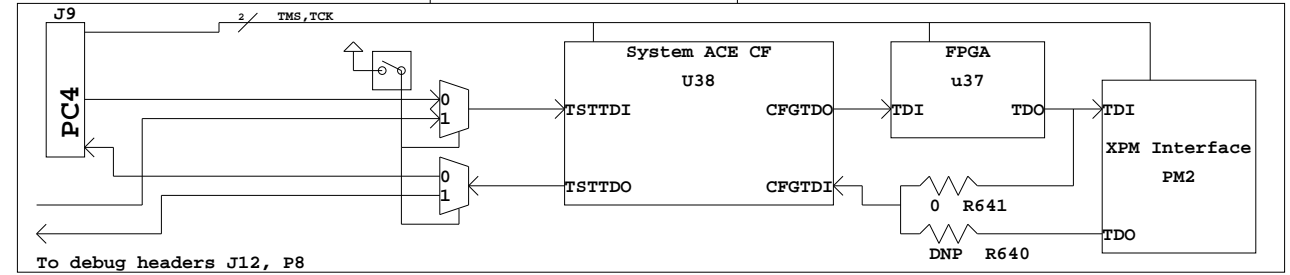 J9
2 TMS,TCK
PC4
0
1
0
1
System ACE CF
U38
TSTTDI
CFGTDO
TSTTDO
CFGTDI
FPGA
u37
TDI
TDO
TDI
XPM Interface
PM2
TDO
0 R641
DNP R640
To debug headers J12, P8